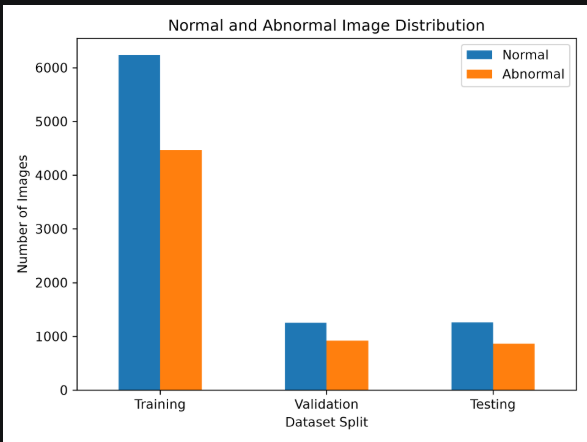 Normal and Abnormal Image Distribution
Normal
Abnormal
Number of Images
6000
5000
4000
3000
2000
1000
0
Training Validation Testing
Dataset Split